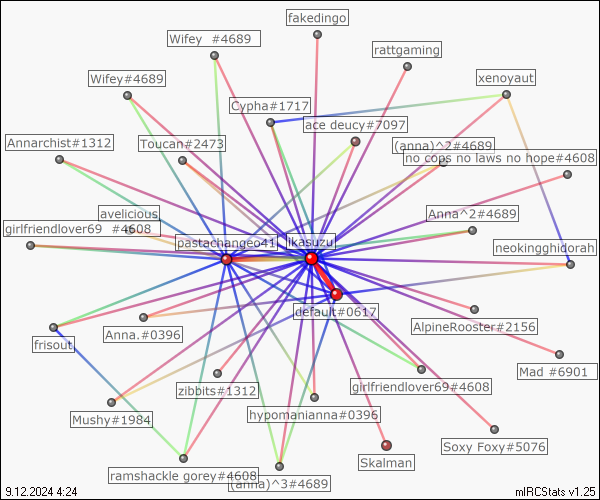 fakedingo
Wifey #4689
rattgaming
Wifey#4689
xenoyaut
Cypha#1717
ace deucy#7097
Annarchist#1312
Toucan#2473
(anna)^2#4689
no cops no laws no hope#4608
avelicious
Anna^2#4689
girlfriendlover69 #4608
pastachangeo41
likasuzu
neokingghidorah
default#0617
Anna.#0396
AlpineRooster#2156
frisout
Mad #6901
zibbits#1312
girlfriendlover69#4608
Mushy#1984
hypomanianna#0396
Soxy Foxy#5076
Skalman
ramshackle gorey#4608
(anna)^3#4689
9.12.2024 4:24
mIRCStats v1.25